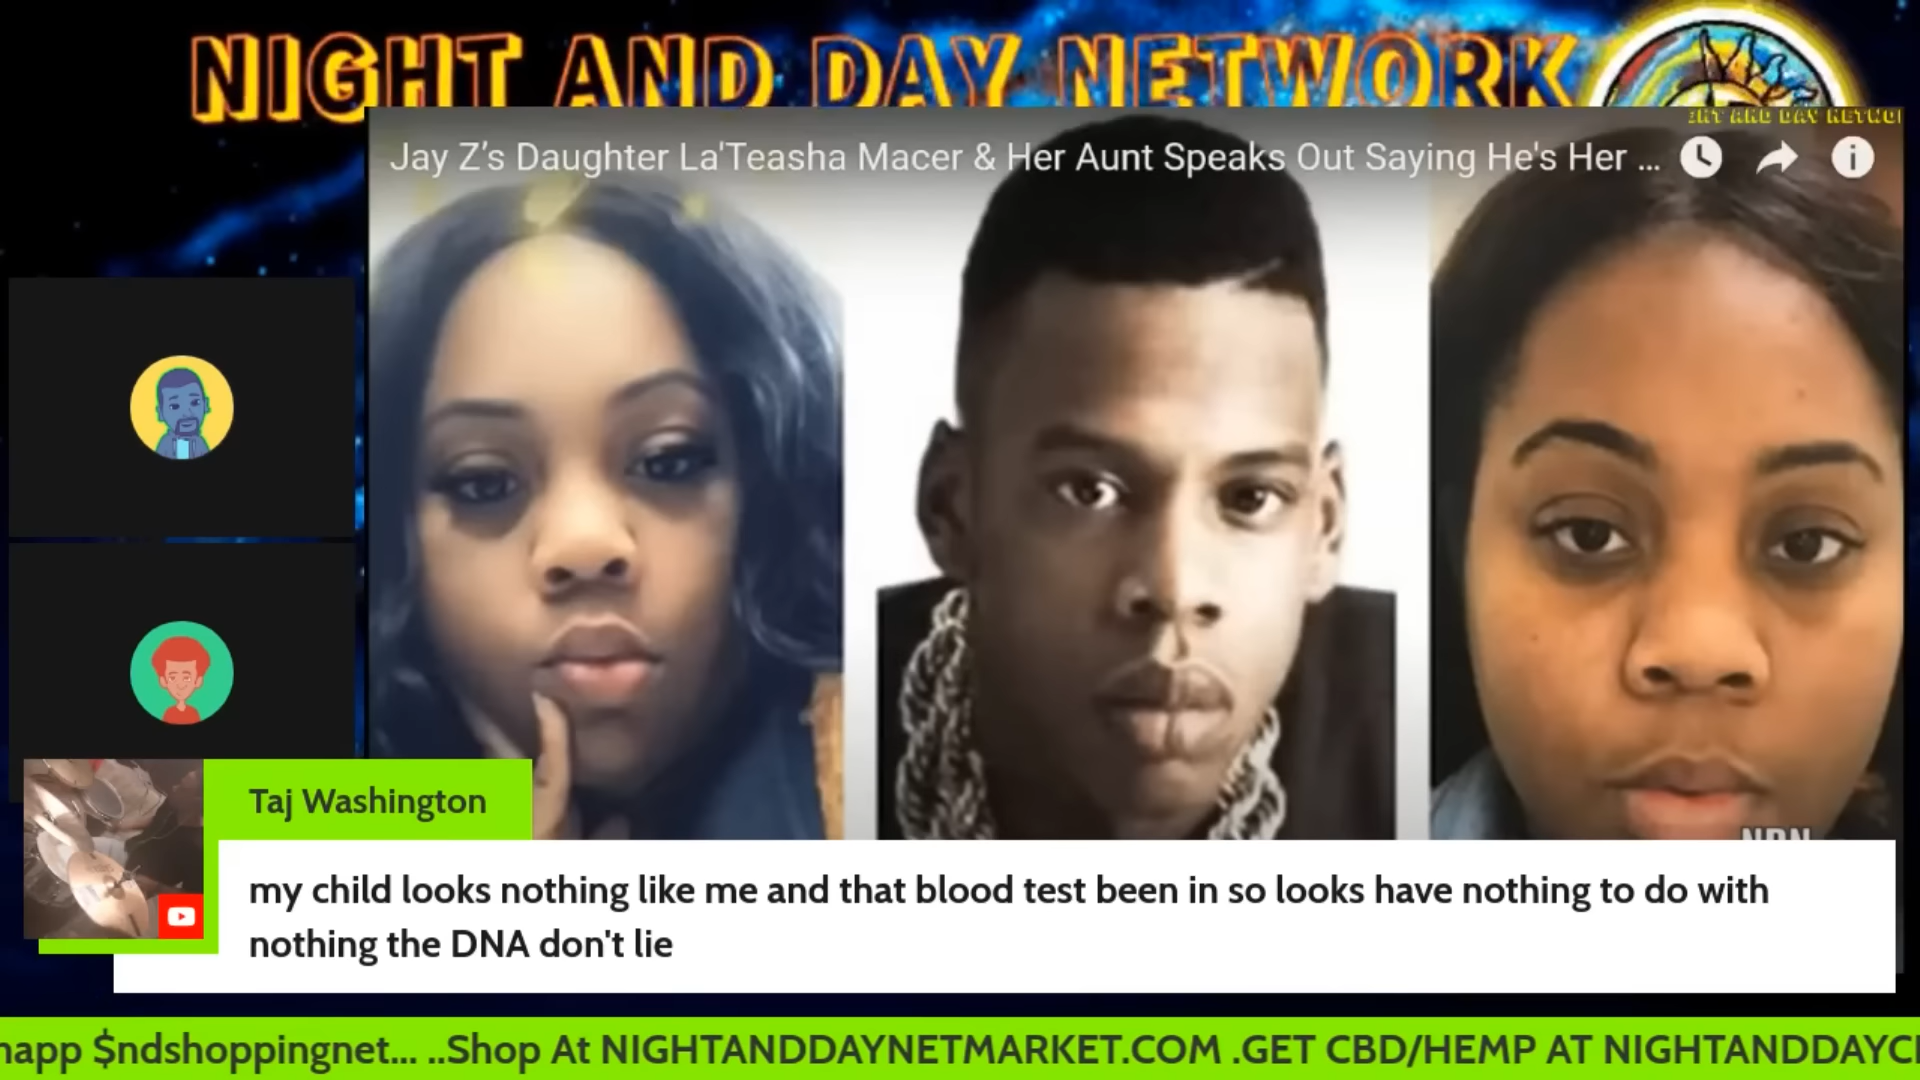 NIGHT AND DAY NETWORK
Jay Z’s Daughter La'Teasha Macer & Her Aunt Speaks Out Saying He's Her ...
Taj Washington
my child looks nothing like me and that blood test been in so looks have nothing to do with
nothing the DNA don't lie
$ndshoppingnet... ..Shop At NIGHTANDDAYNETMARKET.COM .GET CBD/HEMP AT